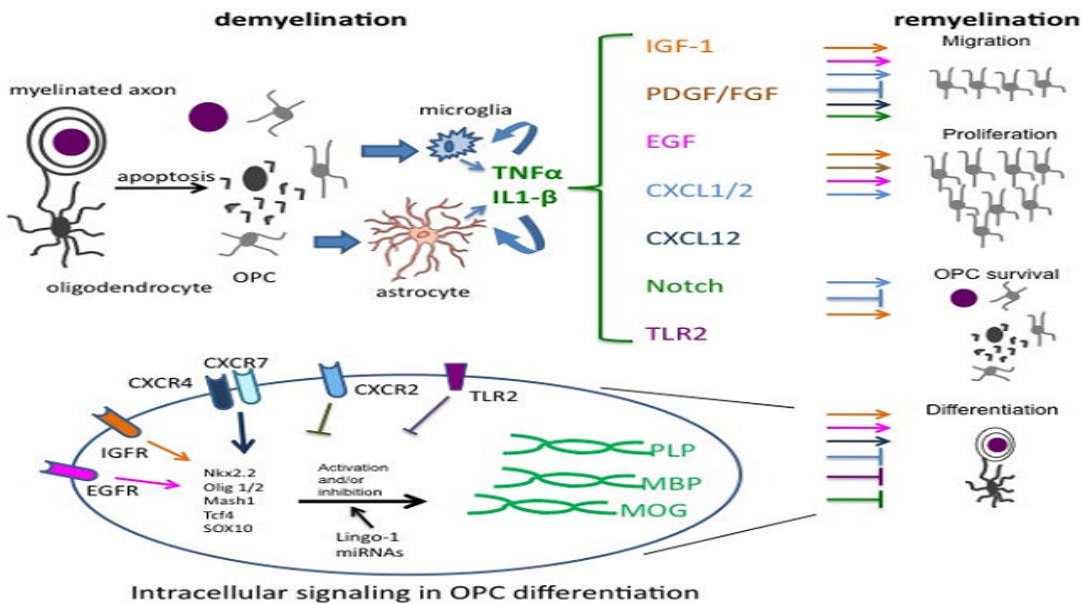 demyelination
remyelination
myelinated axon
apoptosis
oligodendrocyte
OPC
microglia
astrocyte
TNFα
IL1-β
IGF-1
PDGF/FGF
EGF
CXCL1/2
CXCL12
Notch
TLR2
Migration
Proliferation
OPC survival
Differentiation
CXCR7
CXCR4
CXCR2
TLR2
IGFR
EGFR
Nkx2.2
Olig 1/2
Mash1
Tcf4
SOX10
Activation
and/or
inhibition
Lingo-1
miRNAs
PLP
MBP
MOG
Intracellular signaling in OPC differentiation